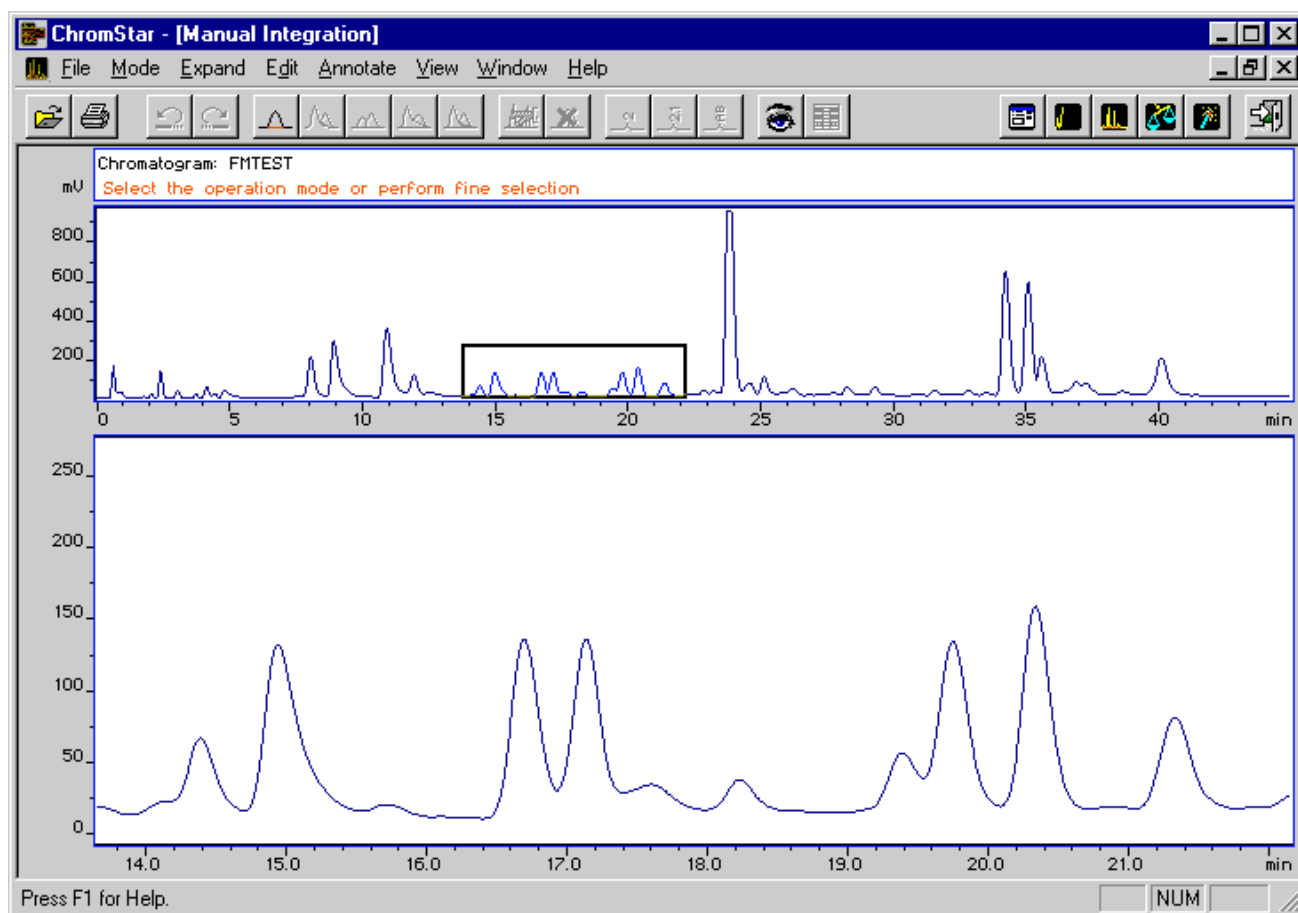 ChromStar - [Manual Integration]
File Mode Expand Edit Annotate View Window Help
Chromatogram: FMTEST
mV
Select the operation mode or perform fine selection
800
600
400
200
0 5 10 15 20 25 30 35 40 min
250
200
150
100
50
0
14.0 15.0 16.0 17.0 18.0 19.0 20.0 21.0 min
Press F1 for Help. NUM